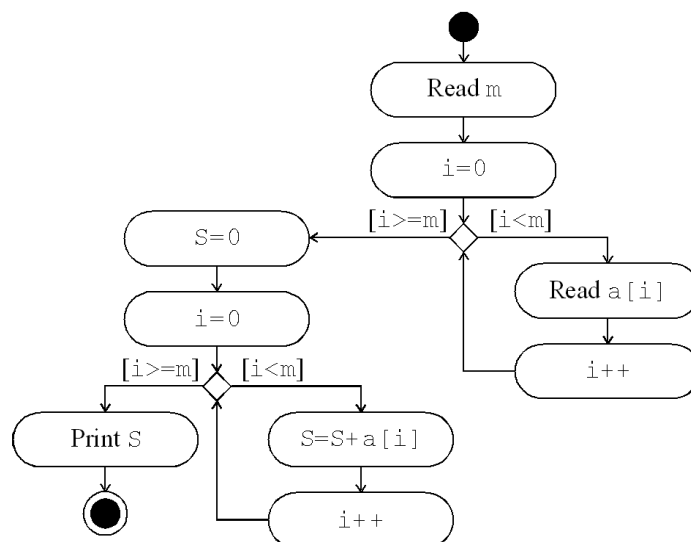 Read m
i=0
[i>=m] [i<m]
S=0
Read a[i]
i=0
i++
[i>=m] [i<m]
Print S
S=S+a[i]
i++